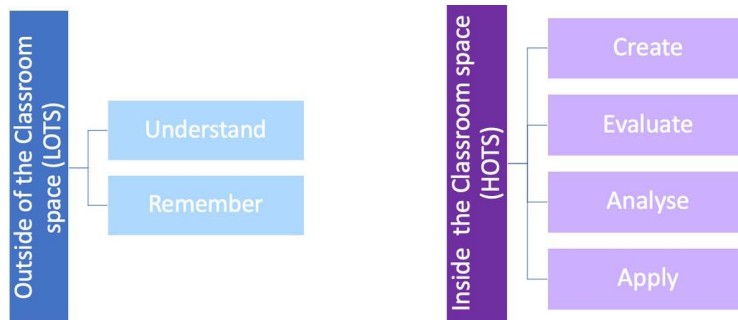 Outside of the Classroom
space (LOTS)
Understand
Remember
Inside the Classroom space
(HOTS)
Create
Evaluate
Analyse
Apply